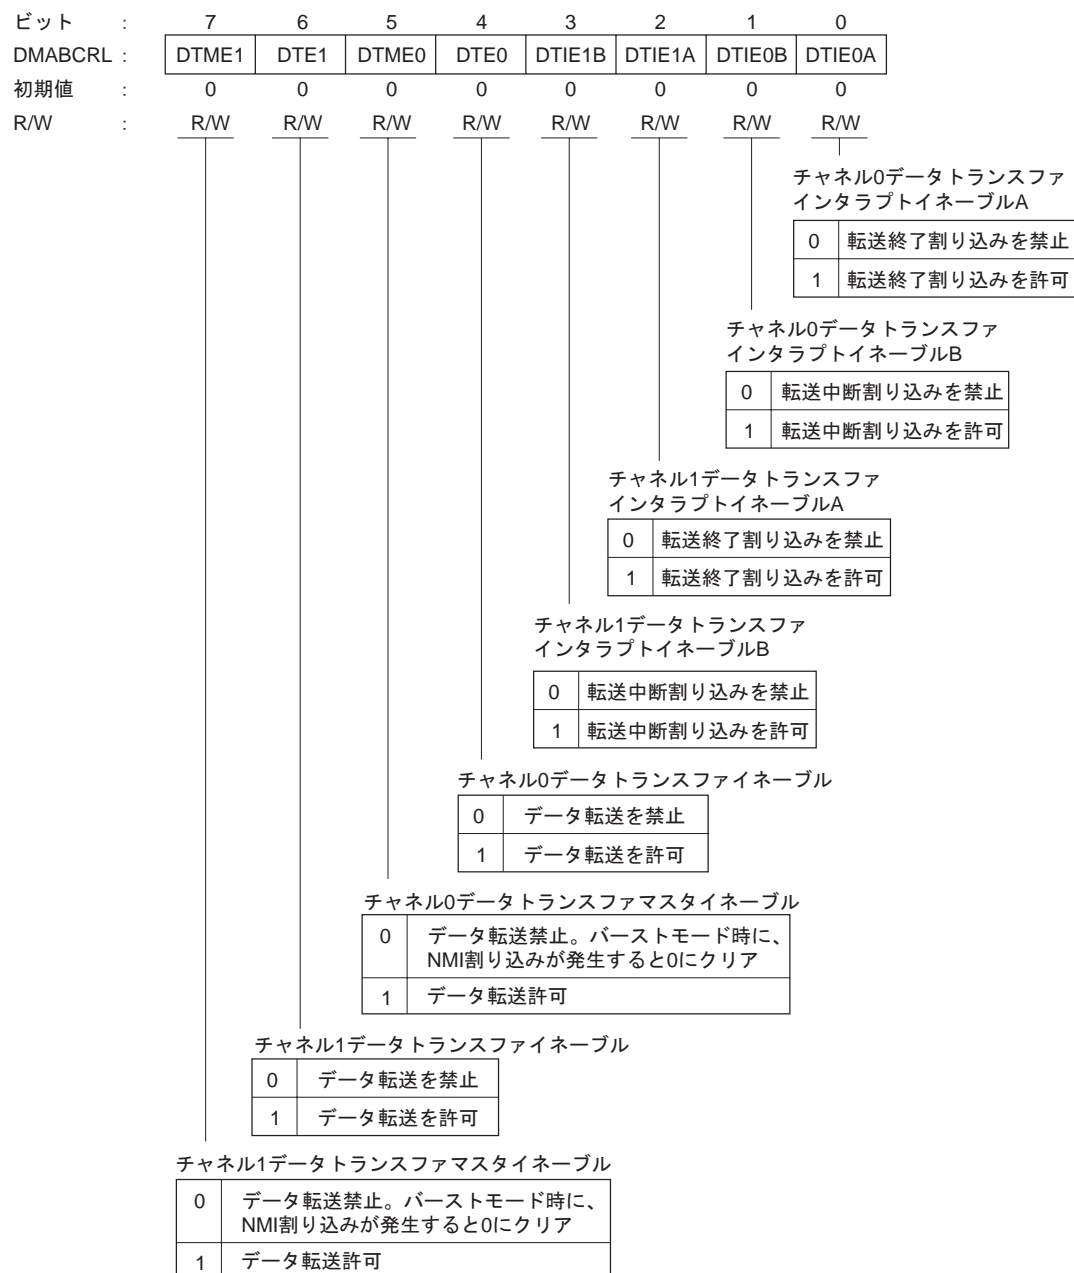 ビット : 7 6 5 4 3 2 1 0
DMABCRL : DTME1 DTE1 DTME0 DTE0 DTIE1B DTIE1A DTIE0B DTIE0A
初期値 : 0 0 0 0 0 0 0 0
R/W : R/W R/W R/W R/W R/W R/W R/W R/W
チャネル0データトランスファ
インタラプトイネーブルA
0 転送終了割り込みを禁止
1 転送終了割り込みを許可
チャネル0データトランスファ
インタラプトイネーブルB
0 転送中断割り込みを禁止
1 転送中断割り込みを許可
チャネル1データトランスファ
インタラプトイネーブルA
0 転送終了割り込みを禁止
1 転送終了割り込みを許可
チャネル1データトランスファ
インタラプトイネーブルB
0 転送中断割り込みを禁止
1 転送中断割り込みを許可
チャネル0データトランスファイネーブル
0 データ転送を禁止
1 データ転送を許可
チャネル0データトランスファマスタイネーブル
0 データ転送禁止。バーストモード時に、
NMI割り込みが発生すると0にクリア
1 データ転送許可
チャネル1データトランスファイネーブル
0 データ転送を禁止
1 データ転送を許可
チャネル1データトランスファマスタイネーブル
0 データ転送禁止。バーストモード時に、
NMI割り込みが発生すると0にクリア
1 データ転送許可